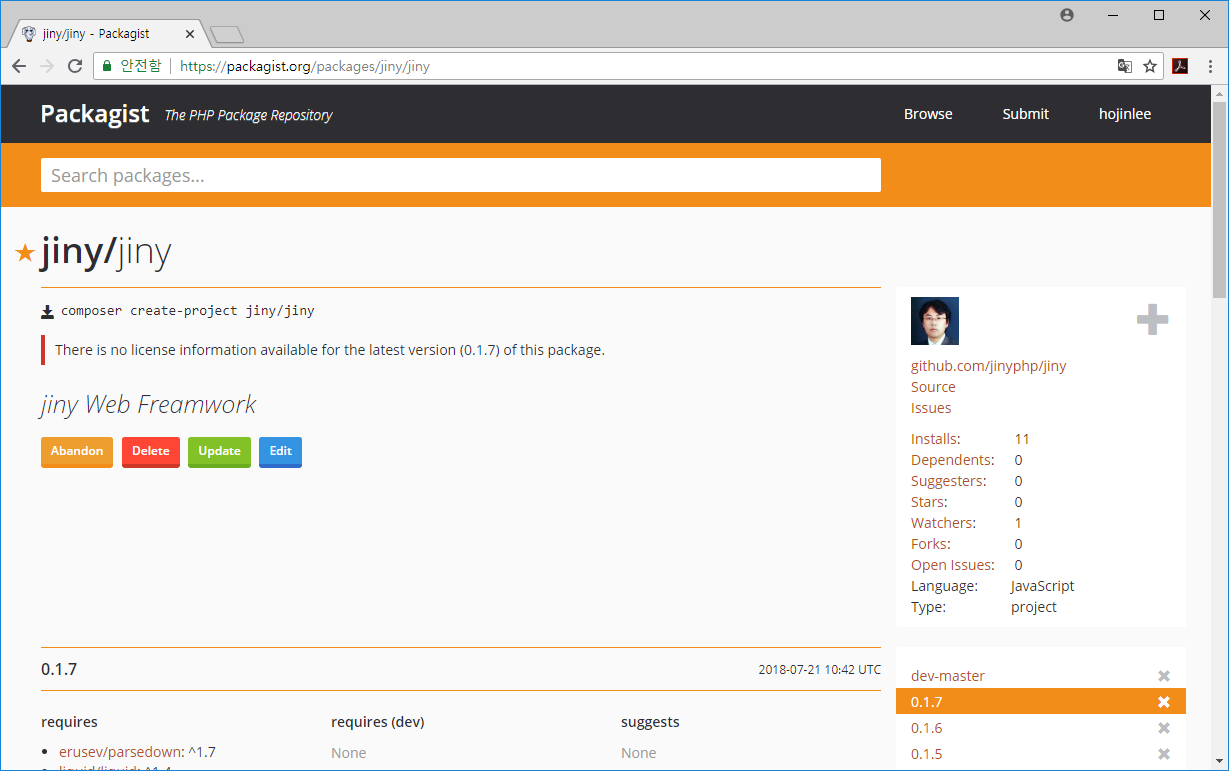 jiny/jiny - Packagist
안전함 https://packagist.org/packages/jiny/jiny
Packagist The PHP Package Repository Browse Submit hojinlee
Search packages...
jiny/jiny
composer create-project jiny/jiny
There is no license information available for the latest version (0.1.7) of this package.
jiny Web Freamwork
Abandon Delete Update Edit
github.com/jinyphp/jiny
Source
Issues
Installs: 11
Dependents: 0
Suggesters: 0
Stars: 0
Watchers: 1
Forks: 0
Open Issues: 0
Language: JavaScript
Type: project
0.1.7 2018-07-21 10:42 UTC
requires requires (dev) suggests
erusev/parsedown: ^1.7 None None
dev-master
0.1.7
0.1.6
0.1.5